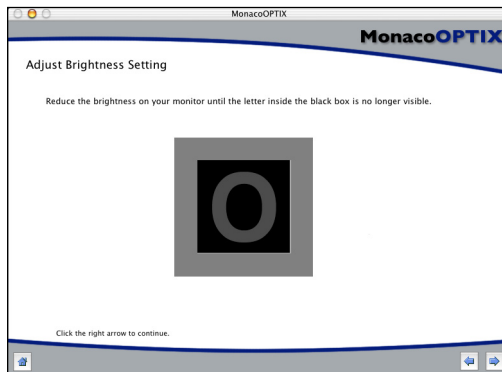 MonacoOPTIX
MonacoOPTIX
Adjust Brightness Setting
Reduce the brightness on your monitor until the letter inside the black box is no longer visible.
O
Click the right arrow to continue.